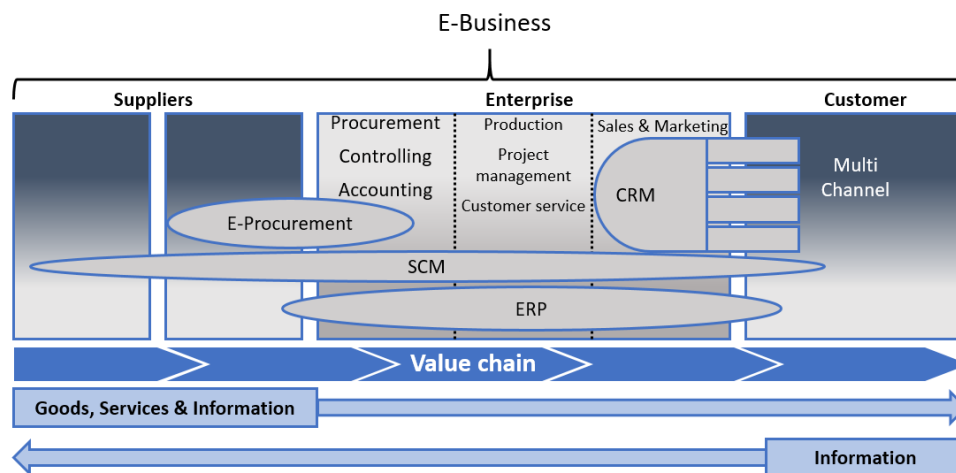 E-Business
Suppliers
Enterprise
Customer
Procurement
Controlling
Accounting
Production
Project
management
Customer service
Sales & Marketing
CRM
Multi
Channel
E-Procurement
SCM
ERP
Value chain
Goods, Services & Information
Information